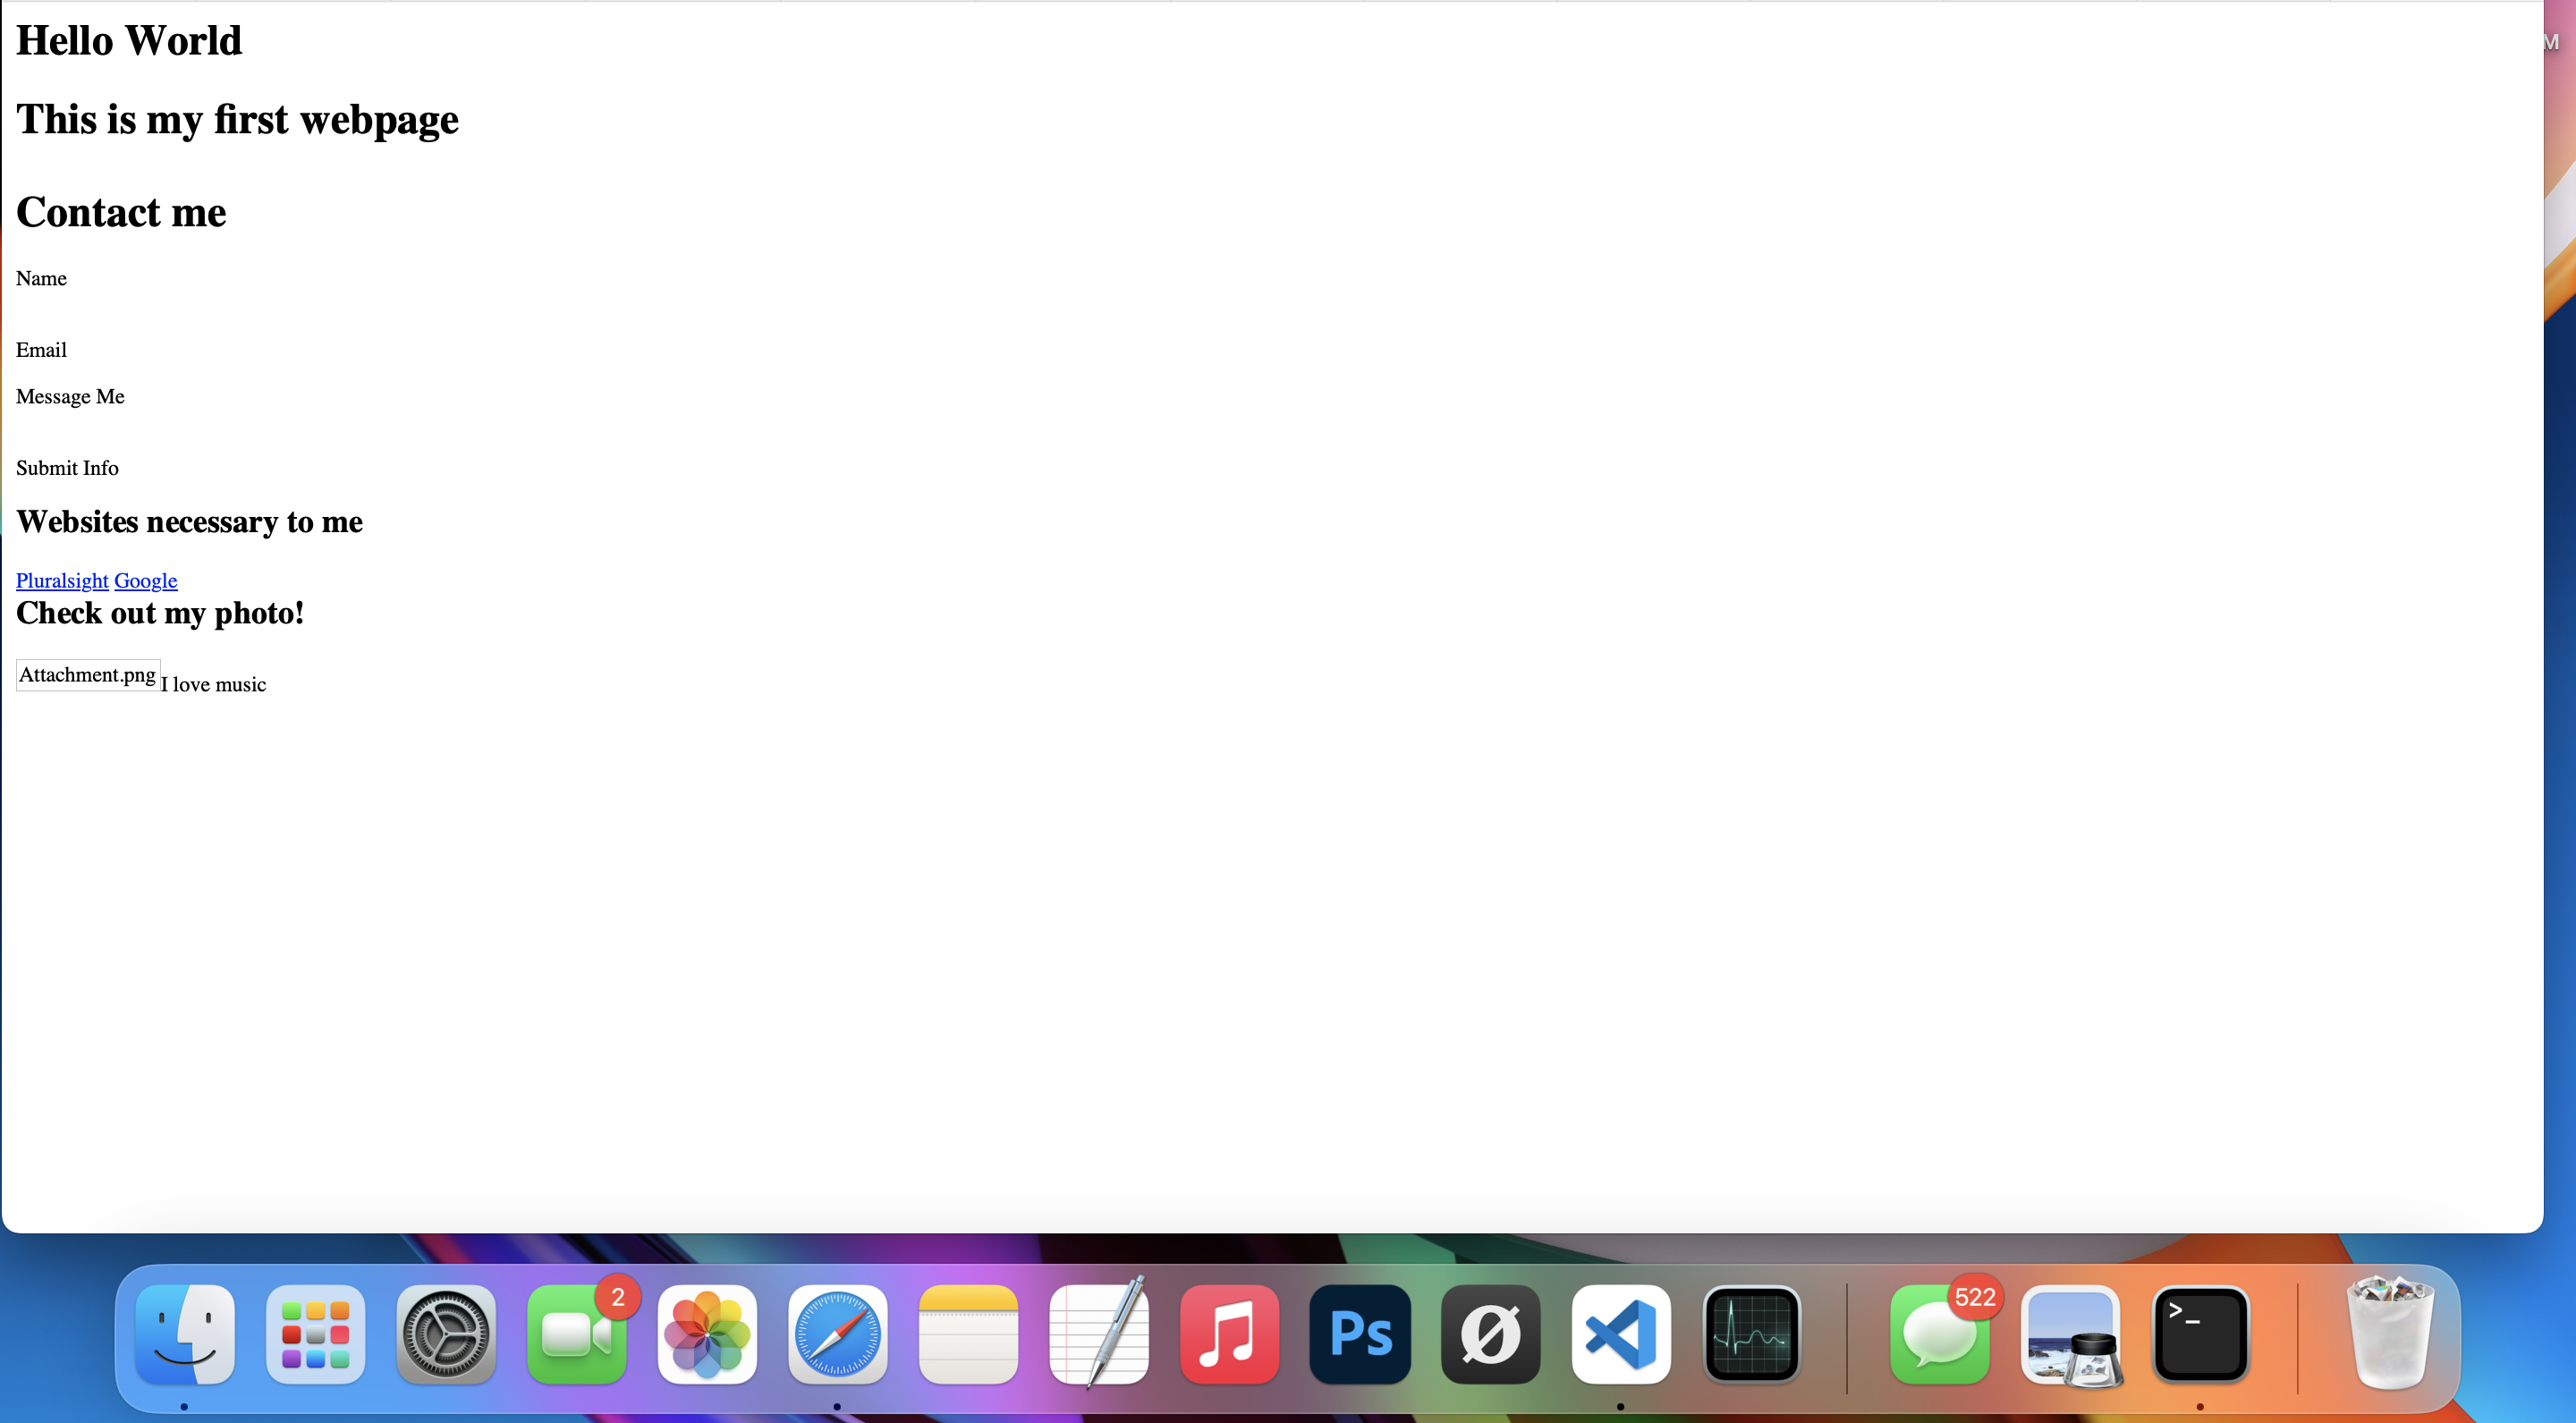 M
Hello World
This is my first webpage
Contact me
Name
Email
Message Me
Submit Info
Websites necessary to me
Pluralsight Google
Check out my photo!
Attachment.png I love music
2
Ps
522
>_